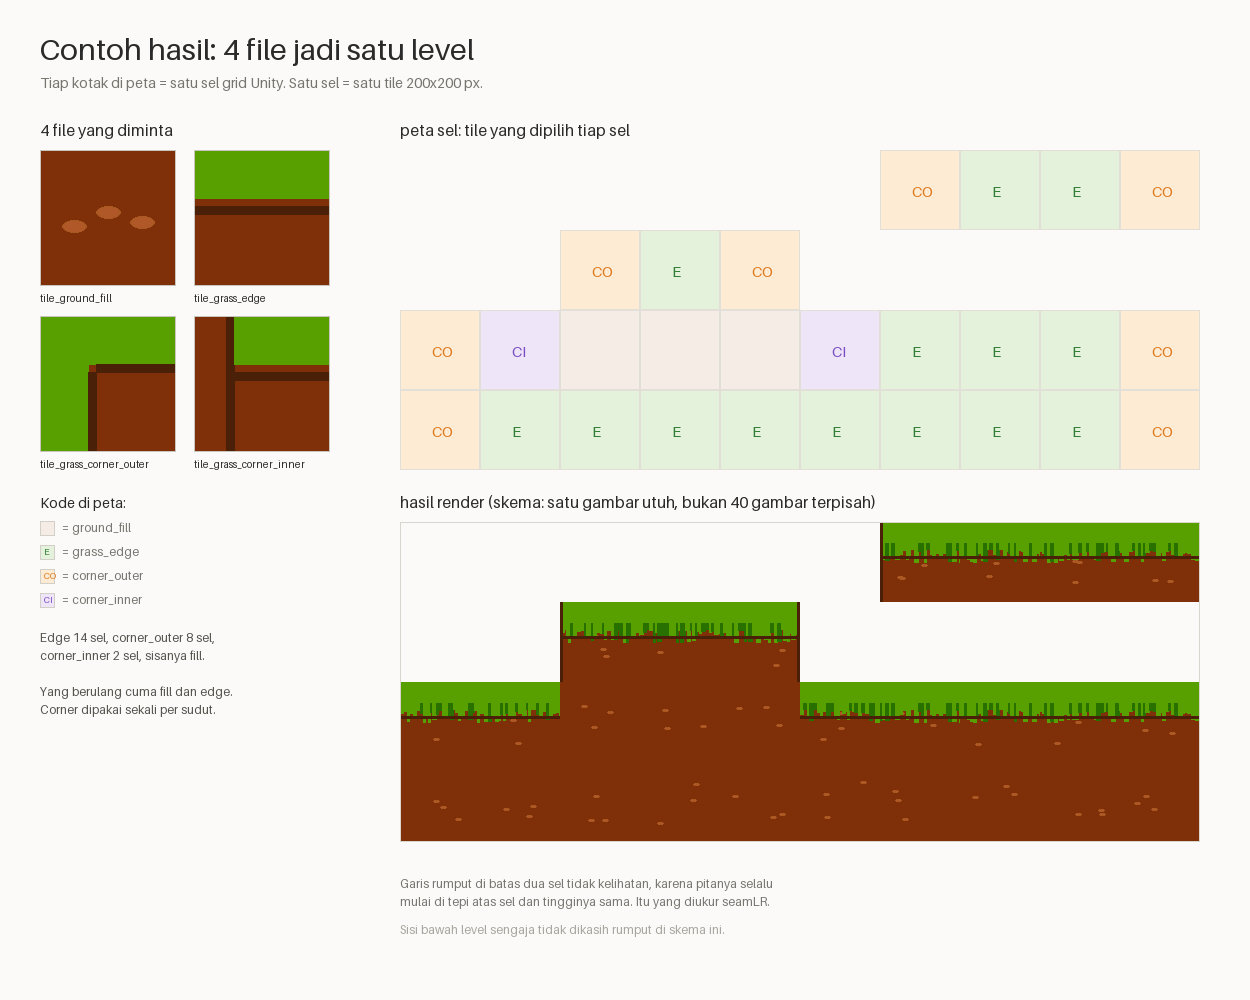 Contoh hasil: 4 file jadi satu level
Tiap kotak di peta = satu sel grid Unity. Satu sel = satu tile 200x200 px.
4 file yang diminta
tile_ground_fill
tile_grass_edge
tile_grass_corner_outer
tile_grass_corner_inner
Kode di peta:
= ground_fill
E = grass_edge
CO = corner_outer
CI = corner_inner
Edge 14 sel, corner_outer 8 sel,
corner_inner 2 sel, sisanya fill.
Yang berulang cuma fill dan edge.
Corner dipakai sekali per sudut.
peta sel: tile yang dipilih tiap sel
CO E E CO
CO E CO
CO CI CI E E E CO
CO E E E E E E E E CO
hasil render (skema: satu gambar utuh, bukan 40 gambar terpisah)
Garis rumput di batas dua sel tidak kelihatan, karena pitanya selalu
mulai di tepi atas sel dan tingginya sama. Itu yang diukur seamLR.
Sisi bawah level sengaja tidak dikasih rumput di skema ini.